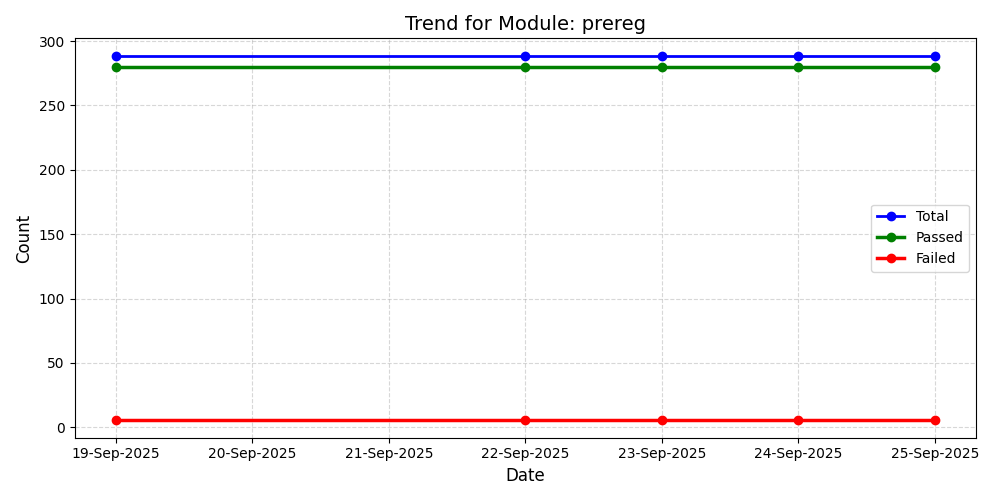 Trend for Module: prereg
300
250
200
150
100
50
0
Count
Total
Passed
Failed
19-Sep-2025 20-Sep-2025 21-Sep-2025 22-Sep-2025 23-Sep-2025 24-Sep-2025 25-Sep-2025
Date